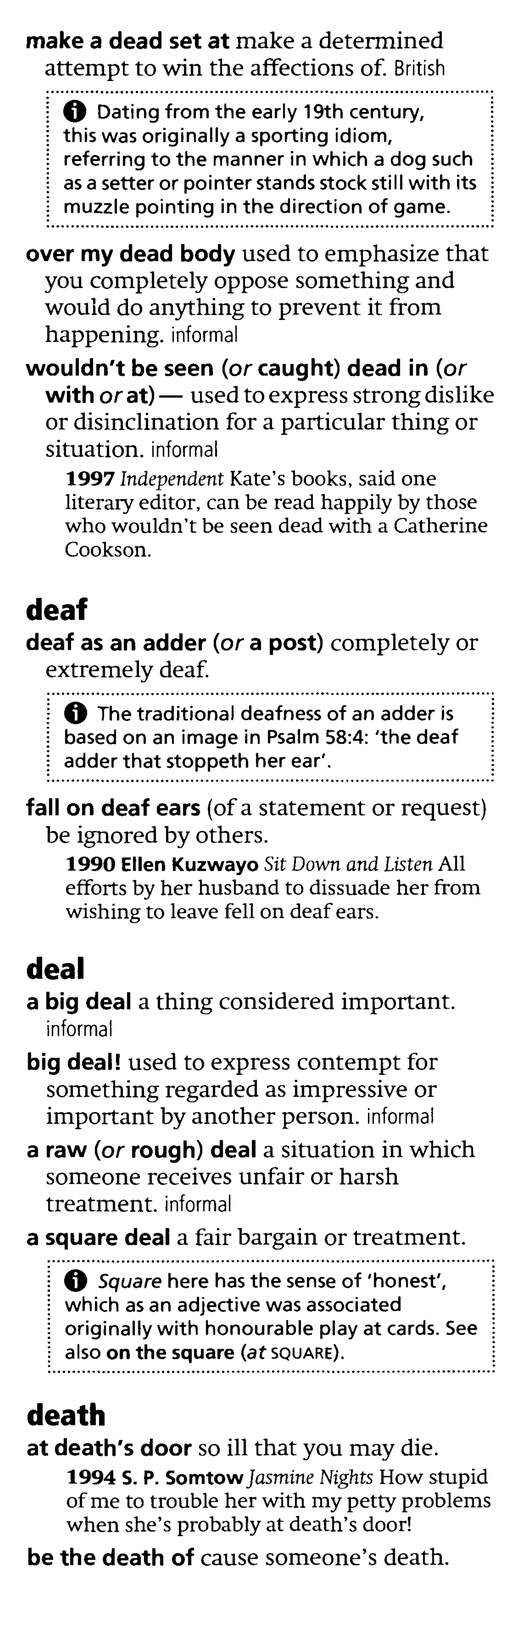 make a dead set at make a determined
attempt to win the affections of. British
i Dating from the early 19th century,
this was originally a sporting idiom,
referring to the manner in which a dog such
as a setter or pointer stands stock still with its
muzzle pointing in the direction of game.
over my dead body used to emphasize that
you completely oppose something and
would do anything to prevent it from
happening. informal
wouldn't be seen (or caught) dead in (or
with or at) — used to express strong dislike
or disinclination for a particular thing or
situation. informal
1997 Independent Kate's books, said one
literary editor, can be read happily by those
who wouldn't be seen dead with a Catherine
Cookson.
deaf
deaf as an adder (or a post) completely or
extremely deaf.
i The traditional deafness of an adder is
based on an image in Psalm 58:4: 'the deaf
adder that stoppeth her ear'.
fall on deaf ears (of a statement or request)
be ignored by others.
1990 Ellen Kuzwayo Sit Down and Listen All
efforts by her husband to dissuade her from
wishing to leave fell on deaf ears.
deal
a big deal a thing considered important.
informal
big deal! used to express contempt for
something regarded as impressive or
important by another person. informal
a raw (or rough) deal a situation in which
someone receives unfair or harsh
treatment. informal
a square deal a fair bargain or treatment.
i Square here has the sense of 'honest',
which as an adjective was associated
originally with honourable play at cards. See
also on the square (at SQUARE).
death
at death's door so ill that you may die.
1994 S. P. Somtow Jasmine Nights How stupid
of me to trouble her with my petty problems
when she's probably at death's door!
be the death of cause someone's death.